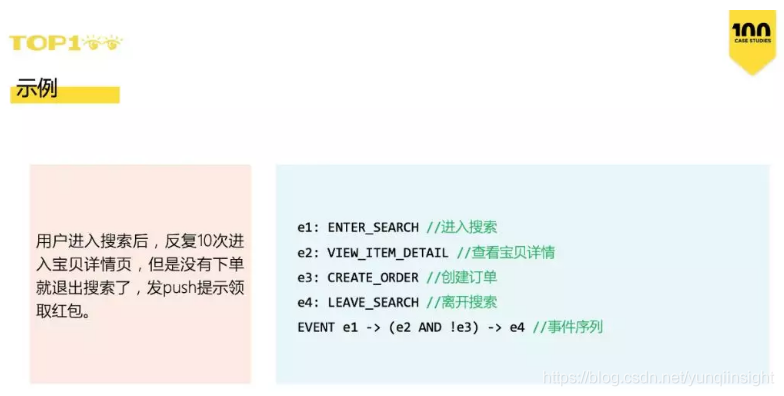 TOP100
100
CASE STUDIES
示例
用户进入搜索后，反复10次进
入宝贝详情页，但是没有下单
就退出搜索了，发push提示领
取红包。
e1: ENTER_SEARCH //进入搜索
e2: VIEW_ITEM_DETAIL //查看宝贝详情
e3: CREATE_ORDER //创建订单
e4: LEAVE_SEARCH //离开搜索
EVENT e1 -> (e2 AND !e3) -> e4 //事件序列
https://blog.csdn.net/yunqiinsight